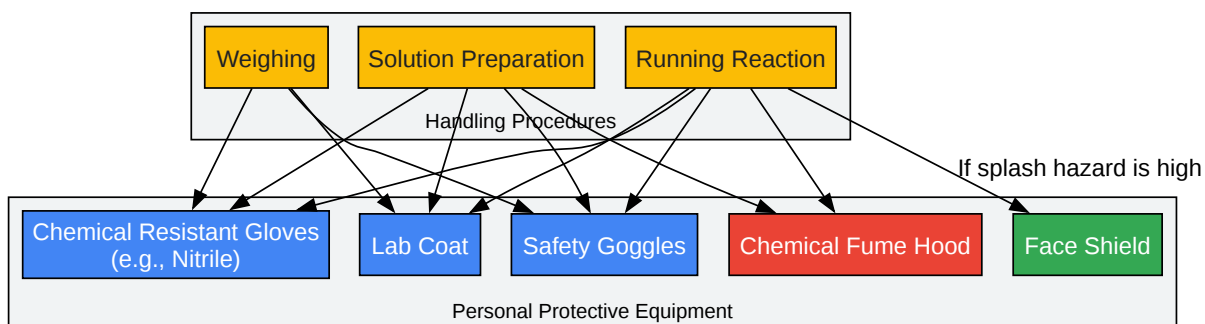 Weighing
Solution Preparation
Running Reaction
Handling Procedures
If splash hazard is high
Chemical Resistant Gloves
(e.g., Nitrile)
Lab Coat
Safety Goggles
Chemical Fume Hood
Face Shield
Personal Protective Equipment